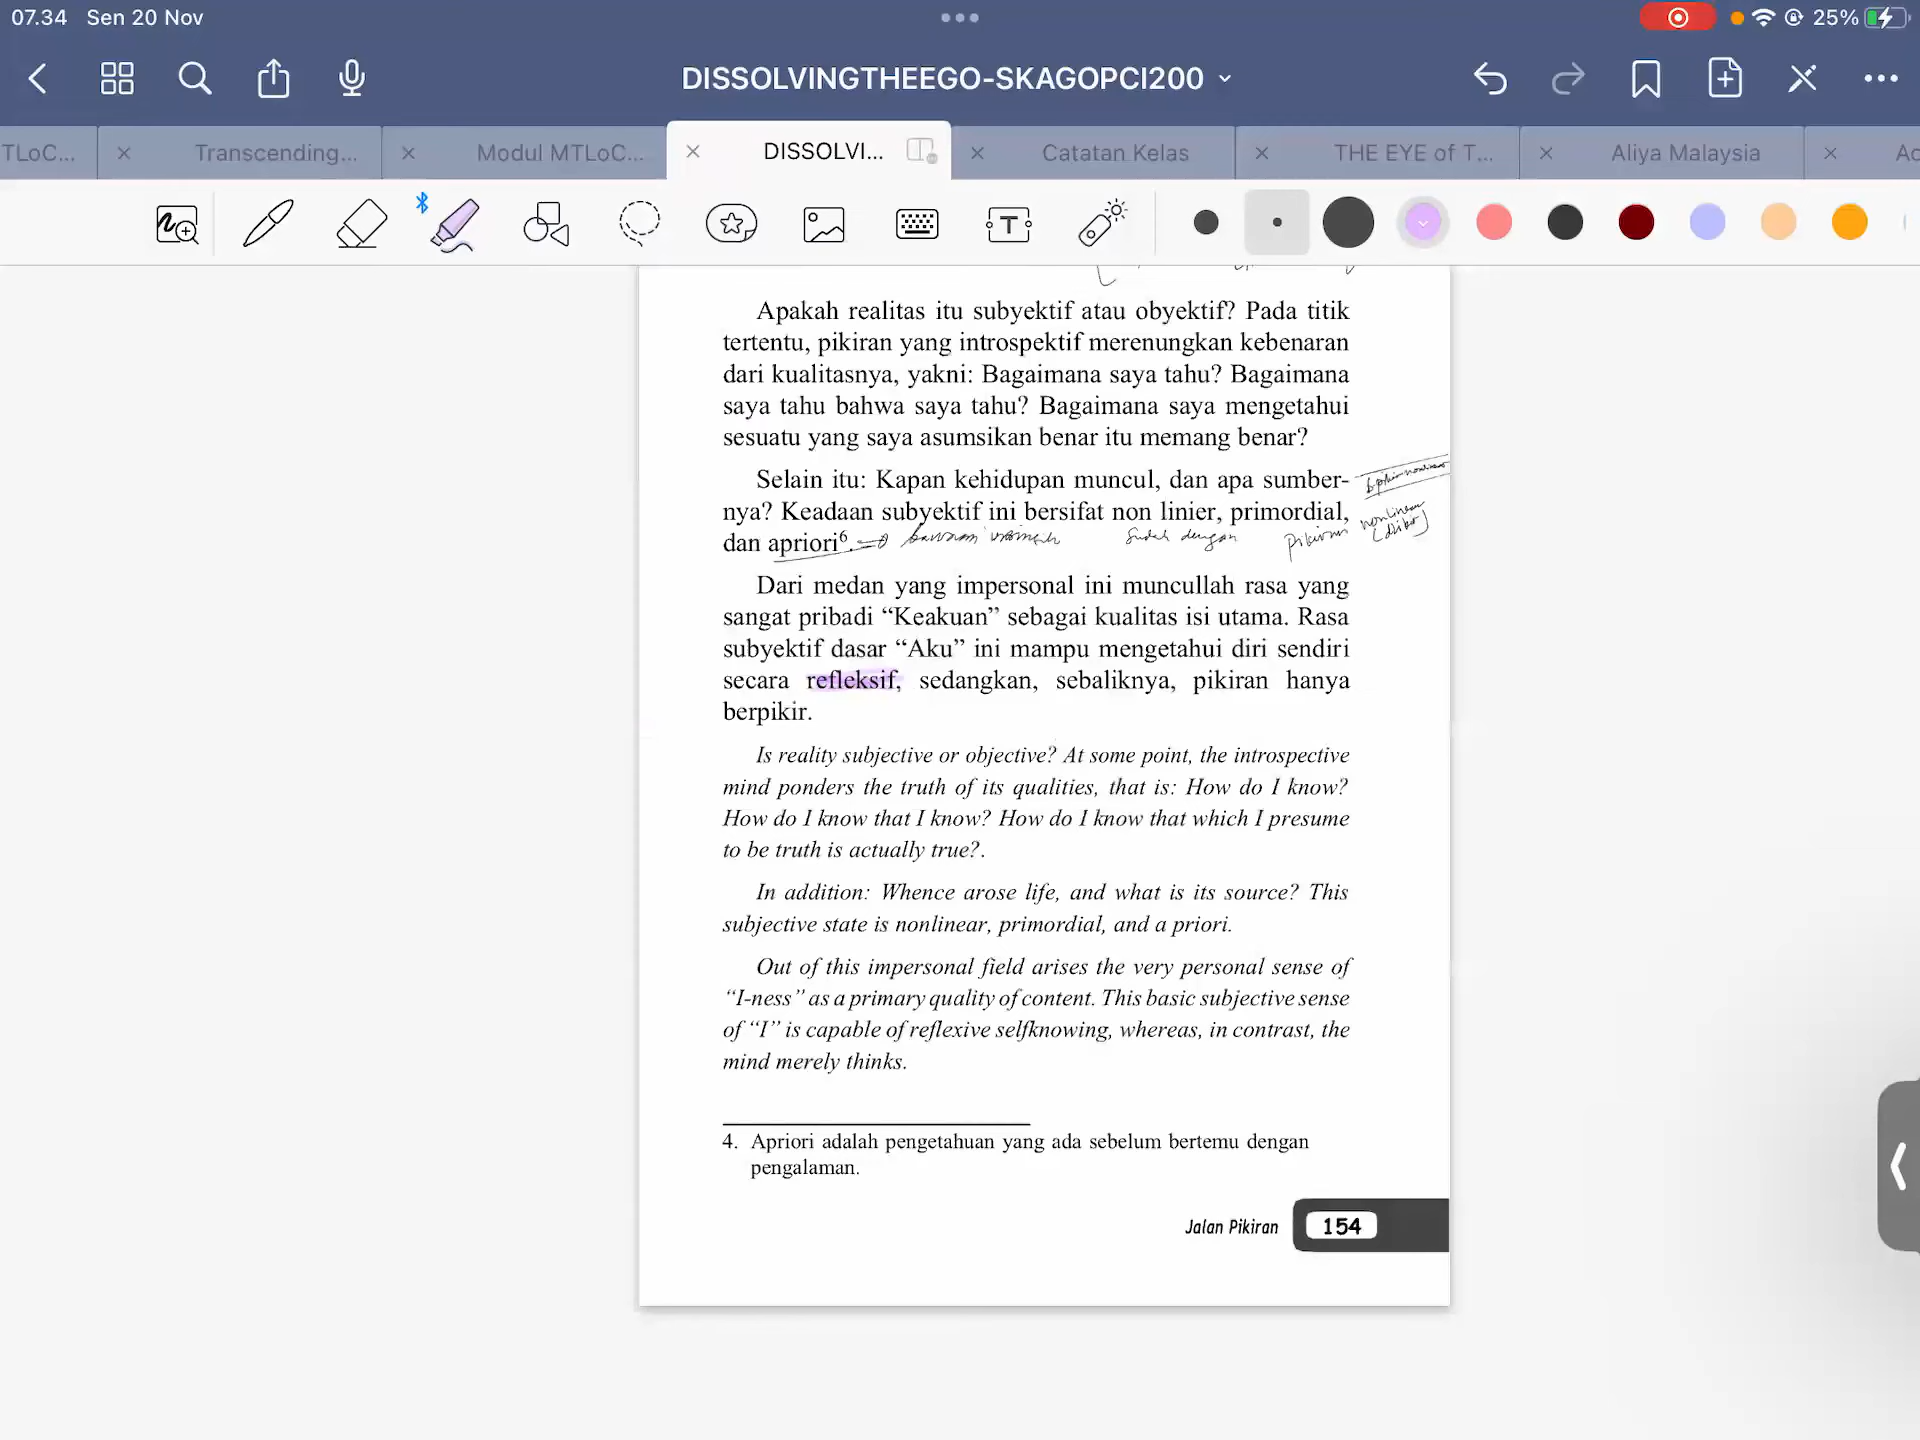 07.34 Sen 20 Nov
25%
DISSOLVINGTHEEGO-SKAGOPCI200
TLoC...
Transcending...
Modul MTLoC...
DISSOLVI...
Catatan Kelas
THE EYE of T...
Aliya Malaysia
Ac
Apakah realitas itu subyektif atau obyektif? Pada titik
tertentu, pikiran yang introspektif merenungkan kebenaran
dari kualitasnya, yakni: Bagaimana saya tahu? Bagaimana
saya tahu bahwa saya tahu? Bagaimana saya mengetahui
sesuatu yang saya asumsikan benar itu memang benar?
Selain itu: Kapan kehidupan muncul, dan apa sumber-
nya? Keadaan subyektif ini bersifat non linier, primordial,
nonlinear
dan apriori⁶. sudah dengan pikiran
Dari medan yang impersonal ini muncullah rasa yang
sangat pribadi “Keakuan” sebagai kualitas isi utama. Rasa
subyektif dasar “Aku” ini mampu mengetahui diri sendiri
secara refleksif, sedangkan, sebaliknya, pikiran hanya
berpikir.
Is reality subjective or objective? At some point, the introspective
mind ponders the truth of its qualities, that is: How do I know?
How do I know that I know? How do I know that which I presume
to be truth is actually true?.
In addition: Whence arose life, and what is its source? This
subjective state is nonlinear, primordial, and a priori.
Out of this impersonal field arises the very personal sense of
“I-ness” as a primary quality of content. This basic subjective sense
of “I” is capable of reflexive selfknowing, whereas, in contrast, the
mind merely thinks.
4. Apriori adalah pengetahuan yang ada sebelum bertemu dengan
pengalaman.
Jalan Pikiran 154